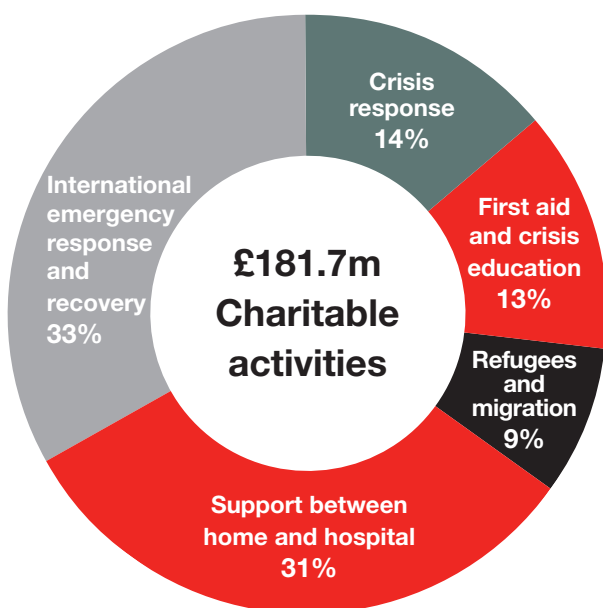 Crisis
response
14%
First aid
and crisis
education
13%
Refugees
and
migration
9%
Support between
home and hospital
31%
International
emergency
response
and
recovery
33%
£181.7m
Charitable
activities